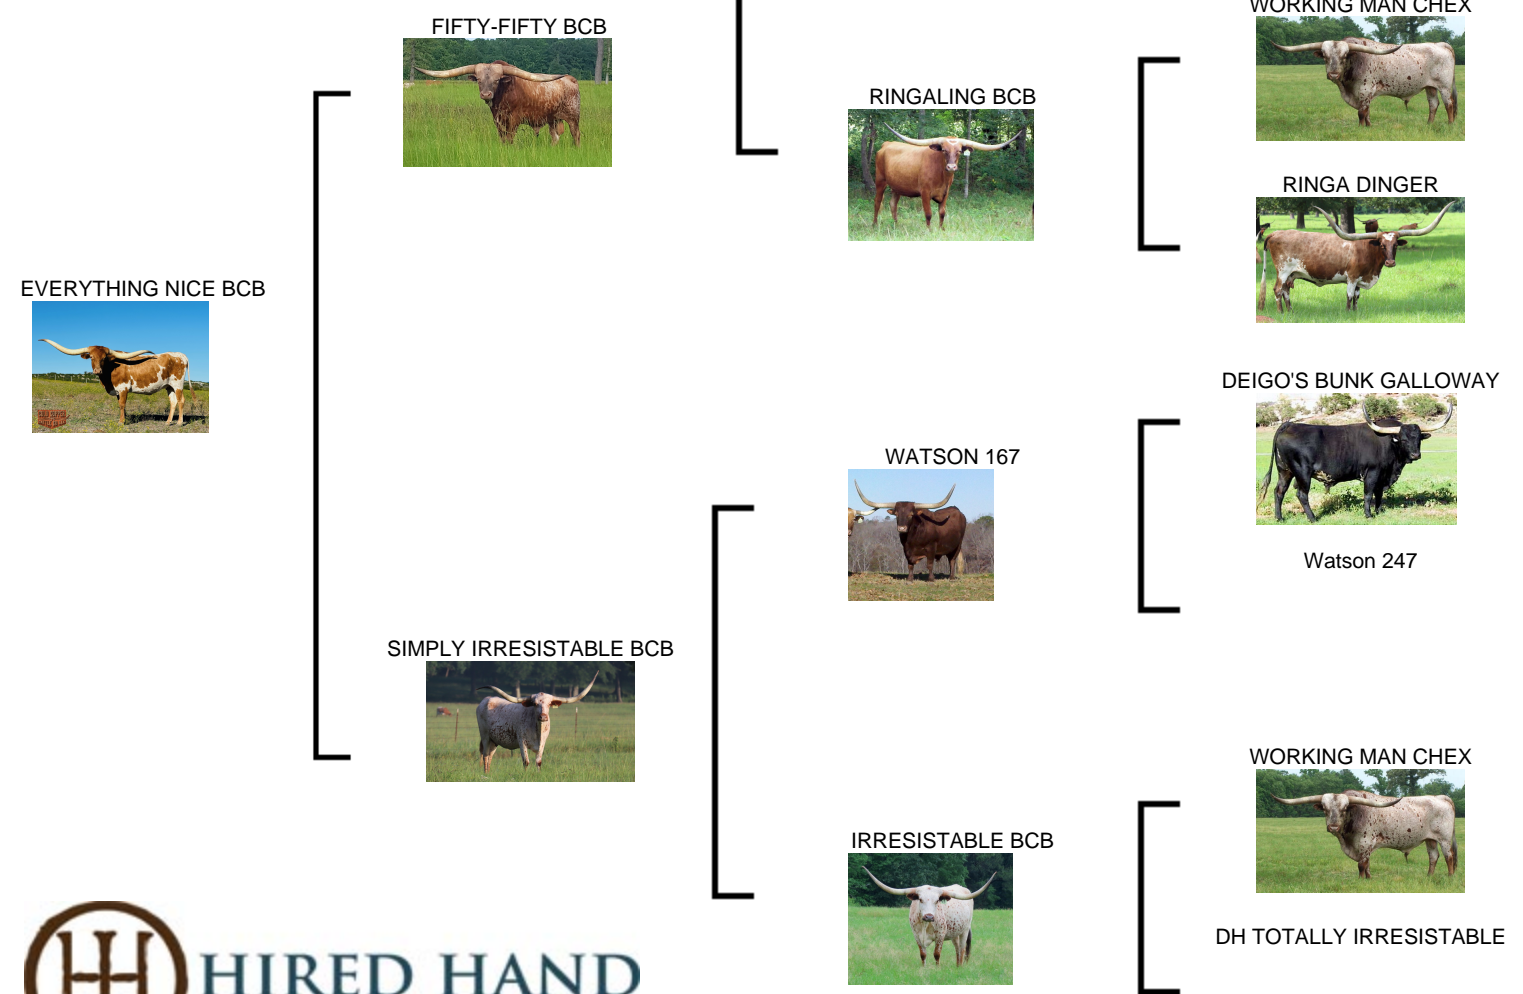 WORKING MAN CHEX
FIFTY-FIFTY BCB
RINGALING BCB
RINGA DINGER
EVERYTHING NICE BCB
DEIGO'S BUNK GALLOWAY
WATSON 167
Watson 247
SIMPLY IRRESISTABLE BCB
WORKING MAN CHEX
IRRESISTABLE BCB
DH TOTALLY IRRESISTABLE
HIRED HAND